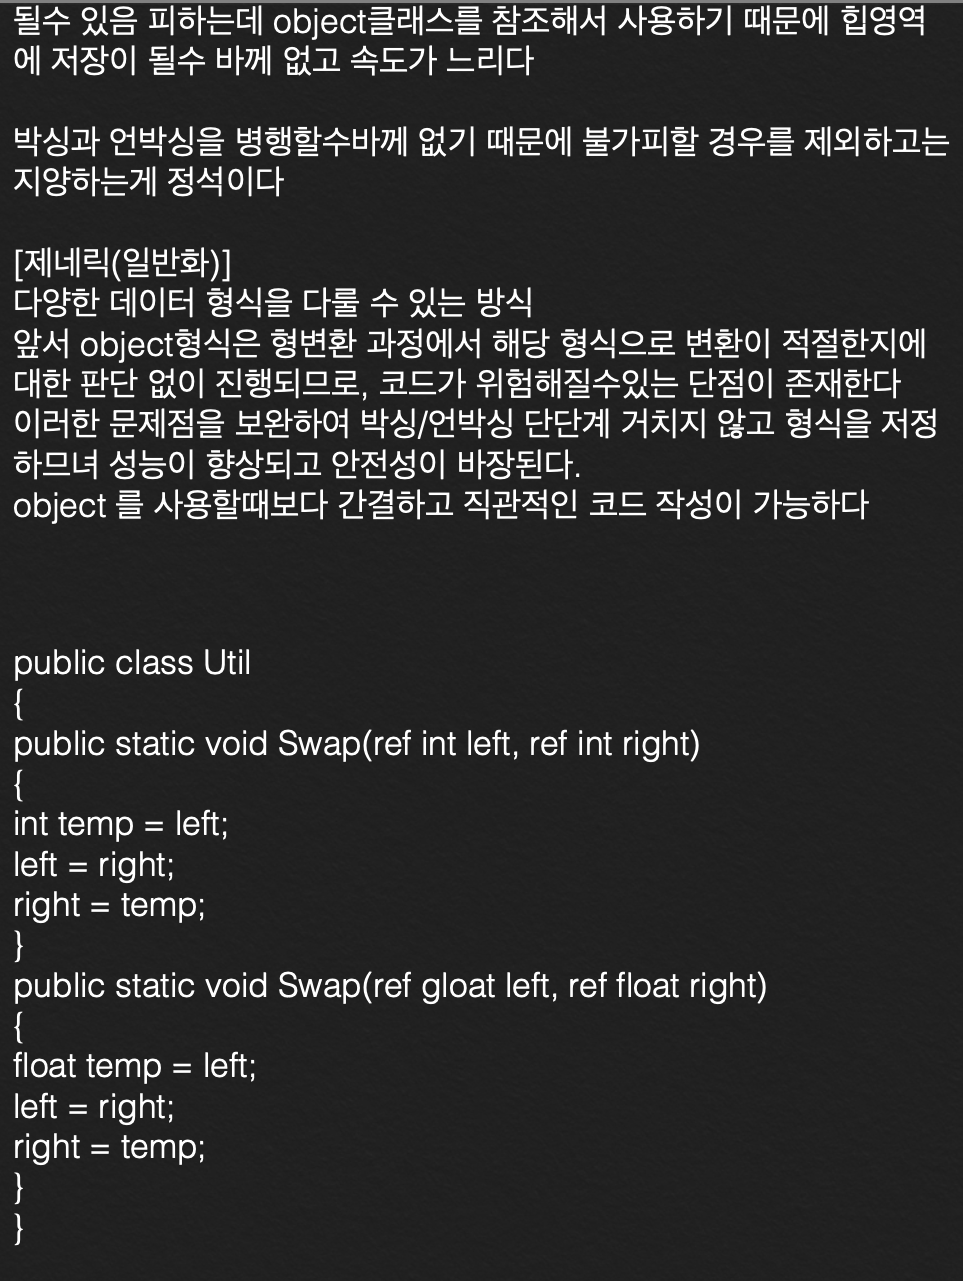 될수 있음 피하는데 object클래스를 참조해서 사용하기 때문에 힙영역
에 저장이 될수 바께 없고 속도가 느리다
박싱과 언박싱을 병행할수바께 없기 때문에 불가피할 경우를 제외하고는
지양하는게 정석이다
[제네릭(일반화)]
다양한 데이터 형식을 다룰 수 있는 방식
앞서 object형식은 형변환 과정에서 해당 형식으로 변환이 적절한지에
대한 판단 없이 진행되므로, 코드가 위험해질수있는 단점이 존재한다
이러한 문제점을 보완하여 박싱/언박싱 단단계 거치지 않고 형식을 저정
하므녀 성능이 향상되고 안전성이 바장된다.
object 를 사용할때보다 간결하고 직관적인 코드 작성이 가능하다
public class Util
{
public static void Swap(ref int left, ref int right)
{
int temp = left;
left = right;
right = temp;
}
public static void Swap(ref gloat left, ref float right)
{
float temp = left;
left = right;
right = temp;
}
}